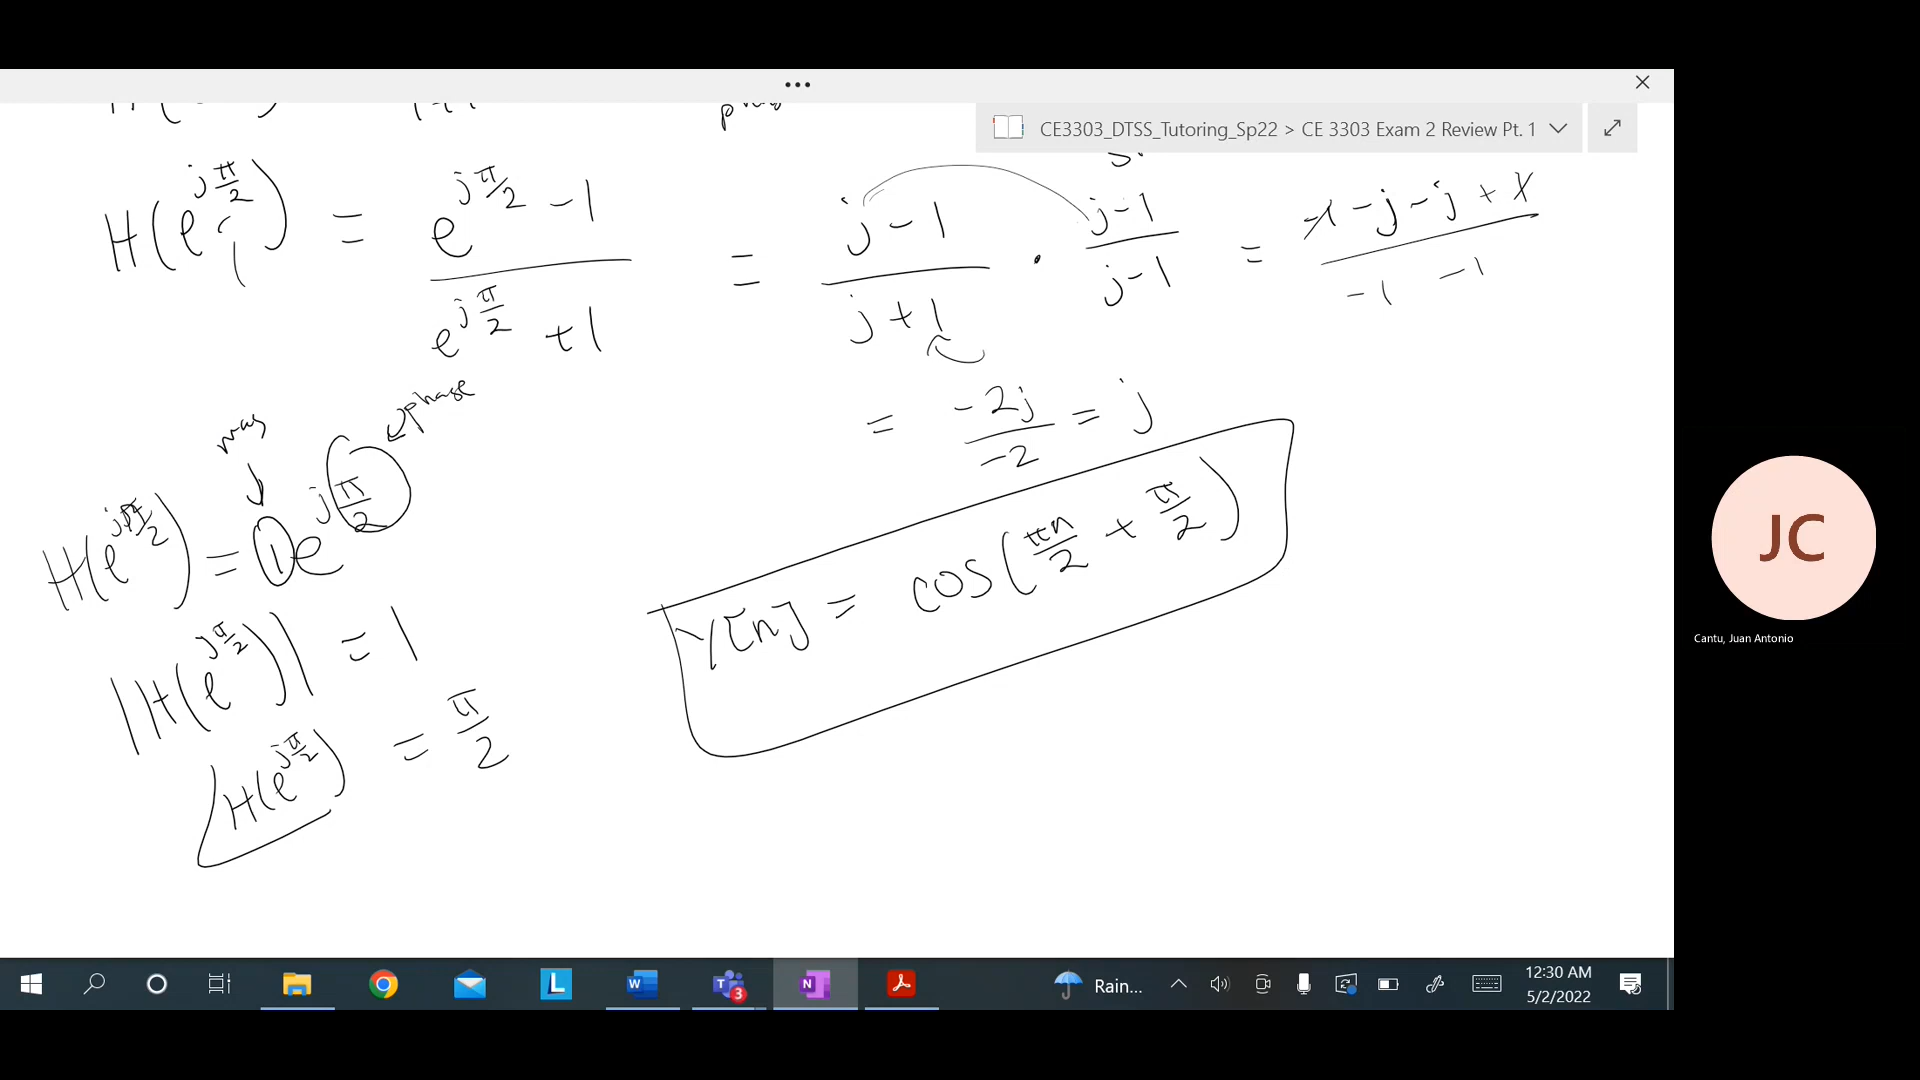 •••
CE3303_DTSS_Tutoring_Sp22 > CE 3303 Exam 2 Review Pt. 1
H(e^{jπ/2}) = (e^{jπ/2} - 1)/(e^{jπ/2} + 1) = (j-1)/(j+1) · (j-1)/(j-1) = (-1-j-j+1)/(-1 -1)
= -2j/-2 = j
mag
phase
H(e^{jπ/2}) = 1e^{jπ/2}
Y[n] = cos(πn/2 + π/2)
|H(e^{jπ/2})| = 1
∠H(e^{jπ/2}) = π/2
JC
Cantu, Juan Antonio
L W T 3 N Rain... 12:30 AM
5/2/2022